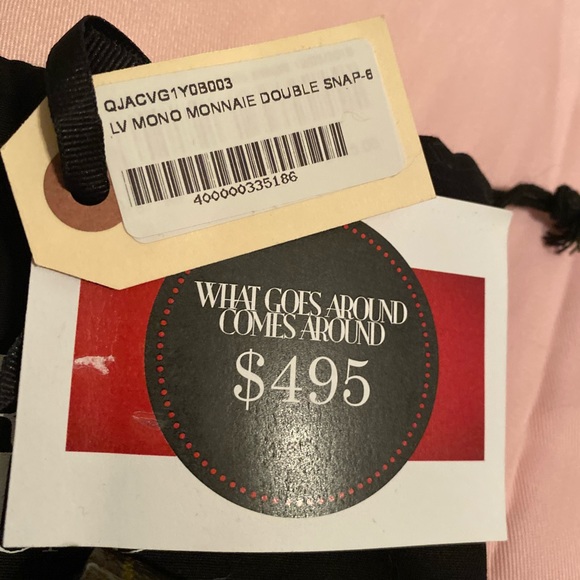 QJACVG1Y0B003
LV MONO MONNAIE DOUBLE SNAP-6
400000335186
WHAT GOES AROUND
COMES AROUND
$495